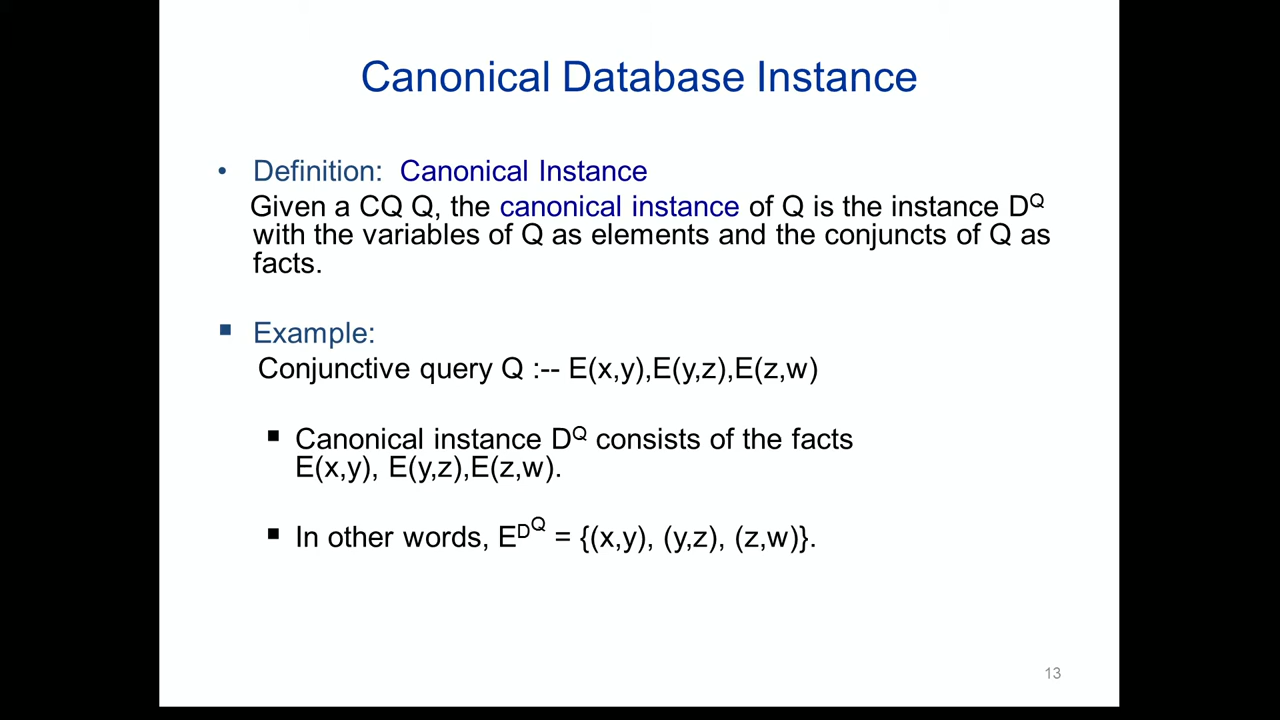 Canonical Database Instance
• Definition: Canonical Instance
Given a CQ Q, the canonical instance of Q is the instance D^Q
with the variables of Q as elements and the conjuncts of Q as
facts.
▪ Example:
Conjunctive query Q :-- E(x,y),E(y,z),E(z,w)
▪ Canonical instance D^Q consists of the facts
E(x,y), E(y,z),E(z,w).
▪ In other words, E^D^Q = {(x,y), (y,z), (z,w)}.
13